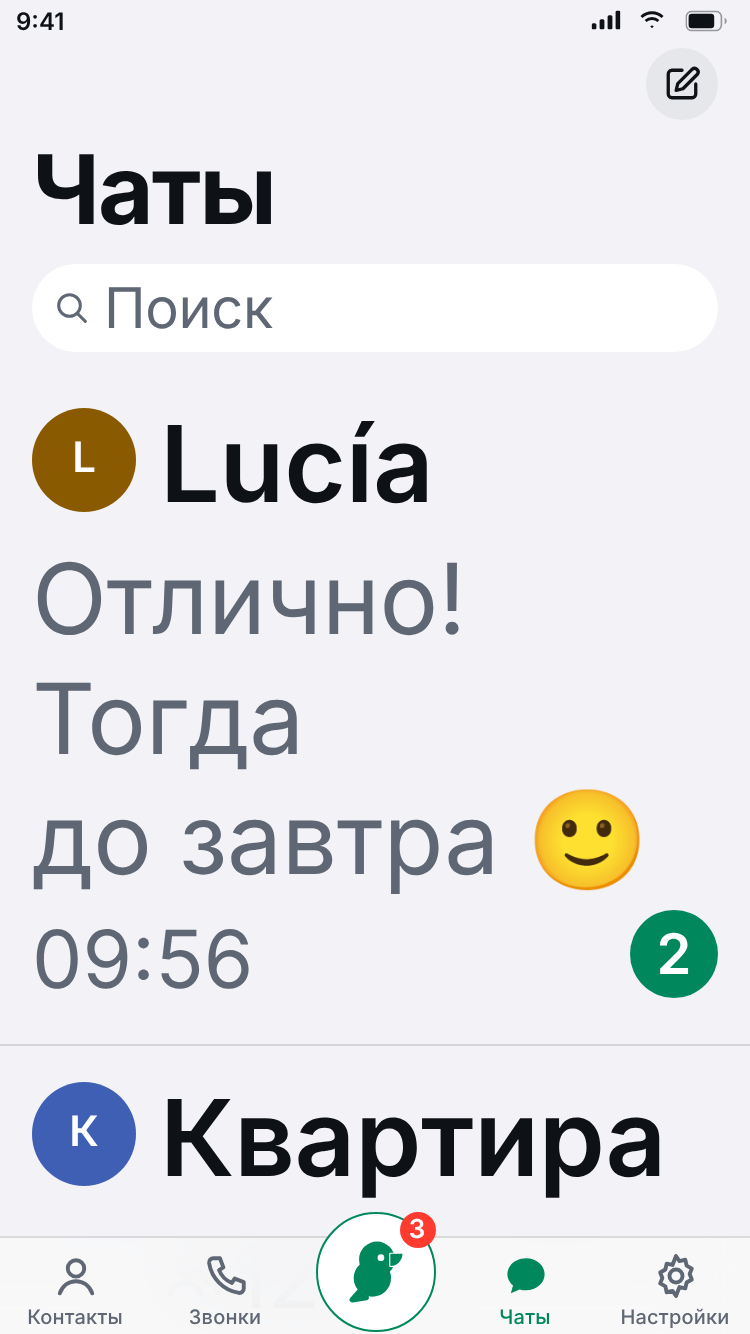 9:41
Чаты
Поиск
L
Lucía
Отлично!
Тогда
до завтра 🙂
09:56
2
К
Квартира
3
Контакты
Звонки
Чаты
Настройки